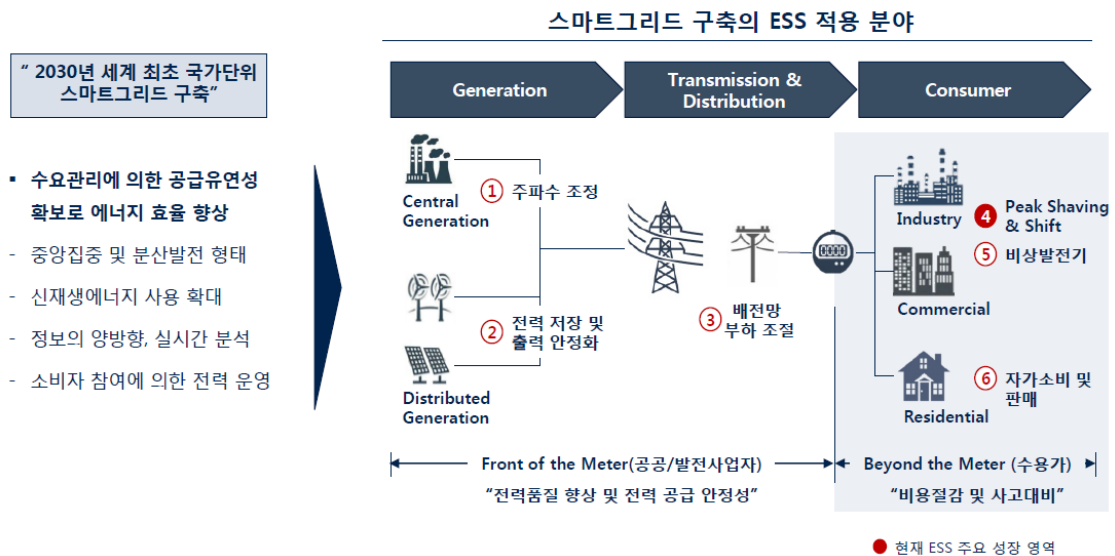 스마트그리드 구축의 ESS 적용 분야
“ 2030년 세계 최초 국가단위
스마트그리드 구축”
▪ 수요관리에 의한 공급유연성
확보로 에너지 효율 향상
- 중앙집중 및 분산발전 형태
- 신재생에너지 사용 확대
- 정보의 양방향, 실시간 분석
- 소비자 참여에 의한 전력 운영
Generation
Transmission &
Distribution
Consumer
Central
Generation
① 주파수 조정
② 전력 저장 및
출력 안정화
Distributed
Generation
③ 배전망
부하 조절
0000
Industry
4 Peak Shaving
& Shift
⑤ 비상발전기
Commercial
⑥ 자가소비 및
판매
Residential
Front of the Meter(공공/발전사업자)
“전력품질 향상 및 전력 공급 안정성”
Beyond the Meter (수용가)
“비용절감 및 사고대비”
● 현재 ESS 주요 성장 영역